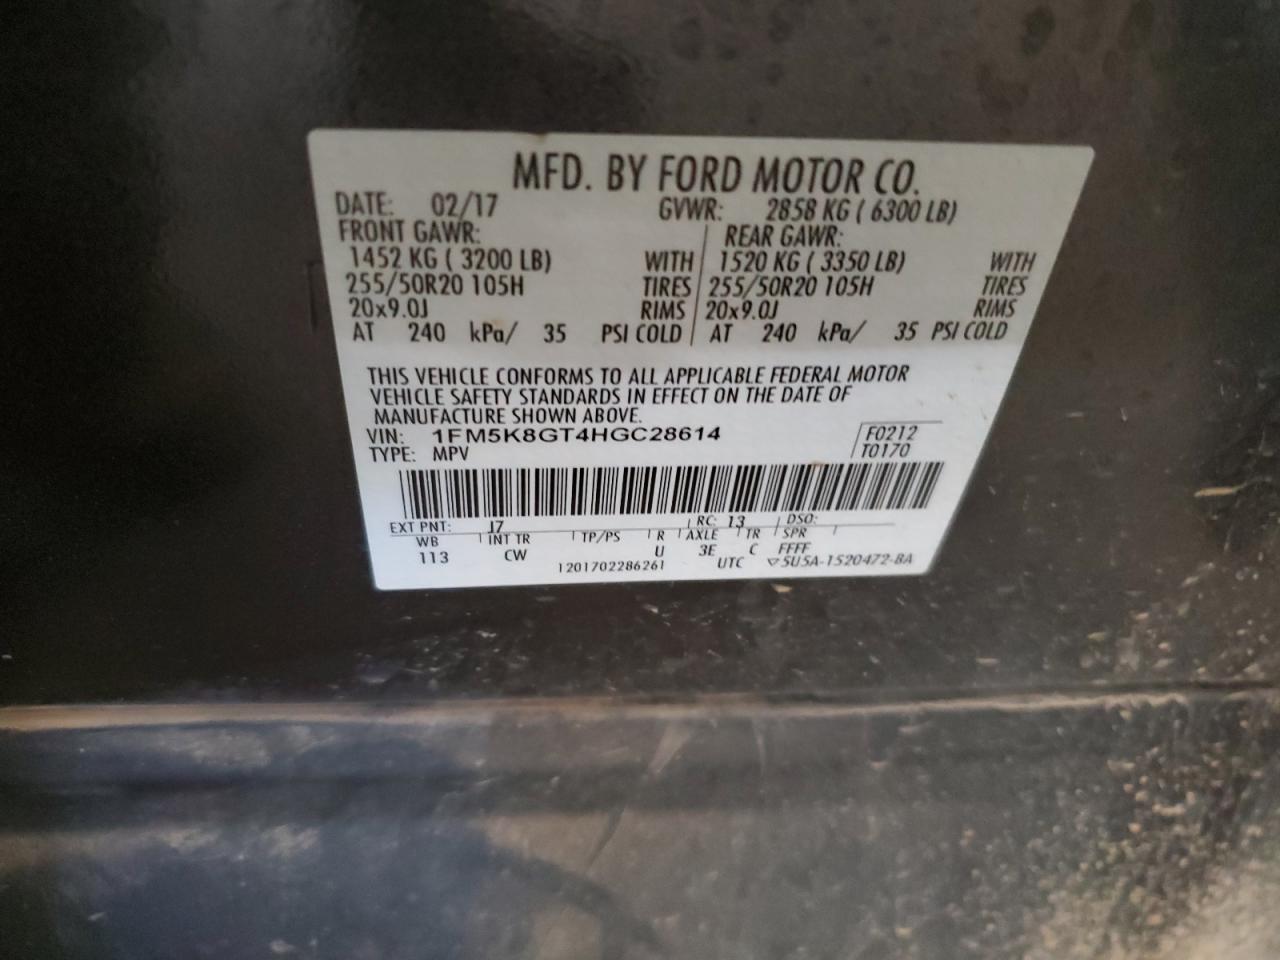 MFD. BY FORD MOTOR CO.
DATE: 02/17 GVWR: 2858 KG ( 6300 LB)
FRONT GAWR: REAR GAWR:
1452 KG ( 3200 LB) WITH 1520 KG ( 3350 LB) WITH
255/50R20 105H TIRES 255/50R20 105H TIRES
20x9.0J RIMS 20x9.0J RIMS
AT 240 kPa/ 35 PSI COLD AT 240 kPa/ 35 PSI COLD
THIS VEHICLE CONFORMS TO ALL APPLICABLE FEDERAL MOTOR
VEHICLE SAFETY STANDARDS IN EFFECT ON THE DATE OF
MANUFACTURE SHOWN ABOVE.
VIN: 1FM5K8GT4HGC28614 F0212
TYPE: MPV T0170
EXT PNT: J7 RC: 13 DSO:
WB INT TR TP/PS R AXLE TR SPR
113 CW U 3E C FFFF
1201702286261 UTC ▽5U5A-1520472-BA